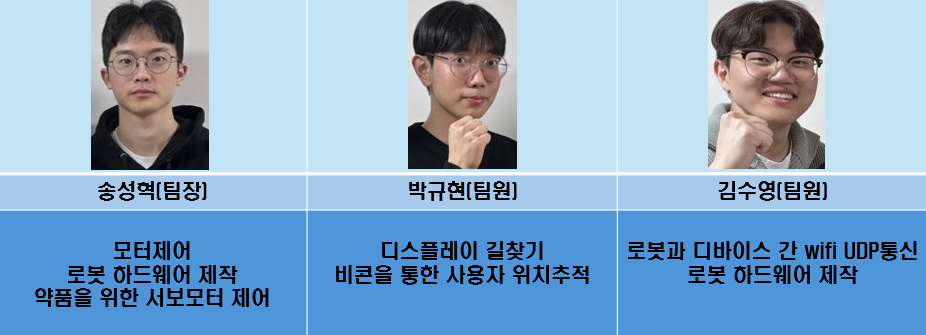 송성혁(팀장)
박규현(팀원)
김수영(팀원)
모터제어
로봇 하드웨어 제작
약품을 위한 서보모터 제어
디스플레이 길찾기
비콘을 통한 사용자 위치추적
로봇과 디바이스 간 wifi UDP통신
로봇 하드웨어 제작